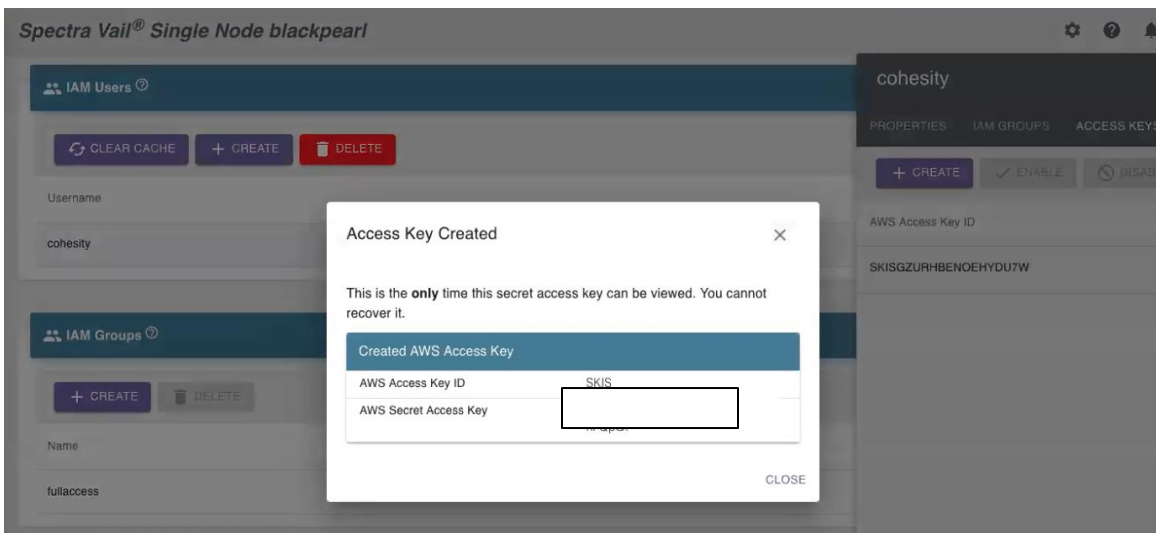 Spectra Vail® Single Node blackpearl
IAM Users
CLEAR CACHE
+ CREATE
DELETE
Username
cohesity
IAM Groups
+ CREATE
DELETE
Name
fullaccess
Access Key Created
This is the only time this secret access key can be viewed. You cannot
recover it.
Created AWS Access Key
AWS Access Key ID SKIS
AWS Secret Access Key
CLOSE
cohesity
PROPERTIES IAM GROUPS ACCESS KEYS
+ CREATE ENABLE
AWS Access Key ID
SKISGZURHBENOEHYDU7W